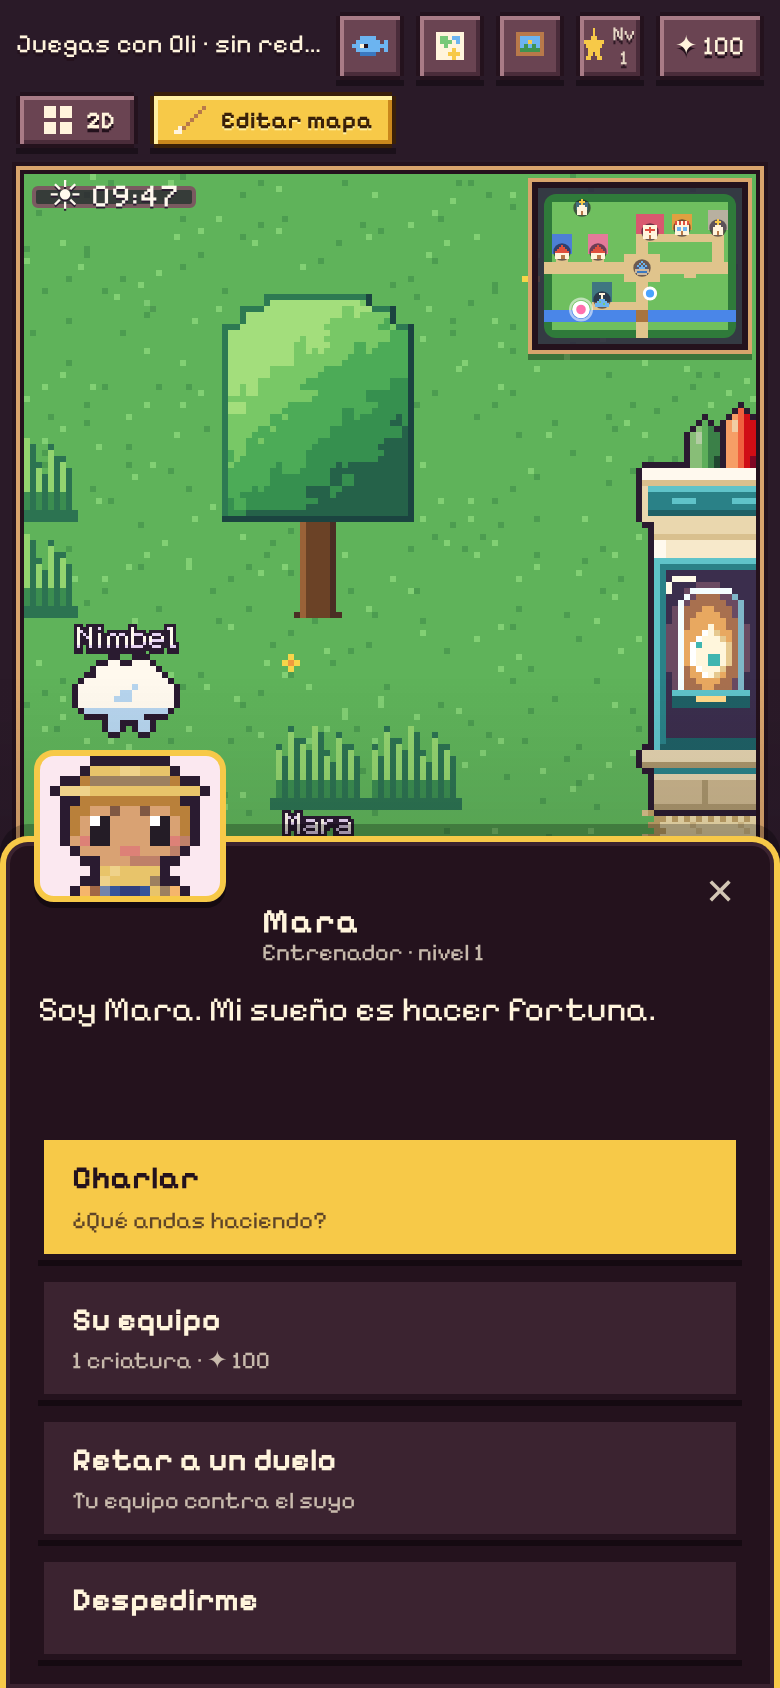 Juegas con Oli · sin red...
Nv
1
✦ 100
2D
Editar mapa
09:47
Nimbel
Mara
Mara
Entrenador · nivel 1
Soy Mara. Mi sueño es hacer fortuna.
Charlar
¿Qué andas haciendo?
Su equipo
1 criatura · ✦ 100
Retar a un duelo
Tu equipo contra el suyo
Despedirme